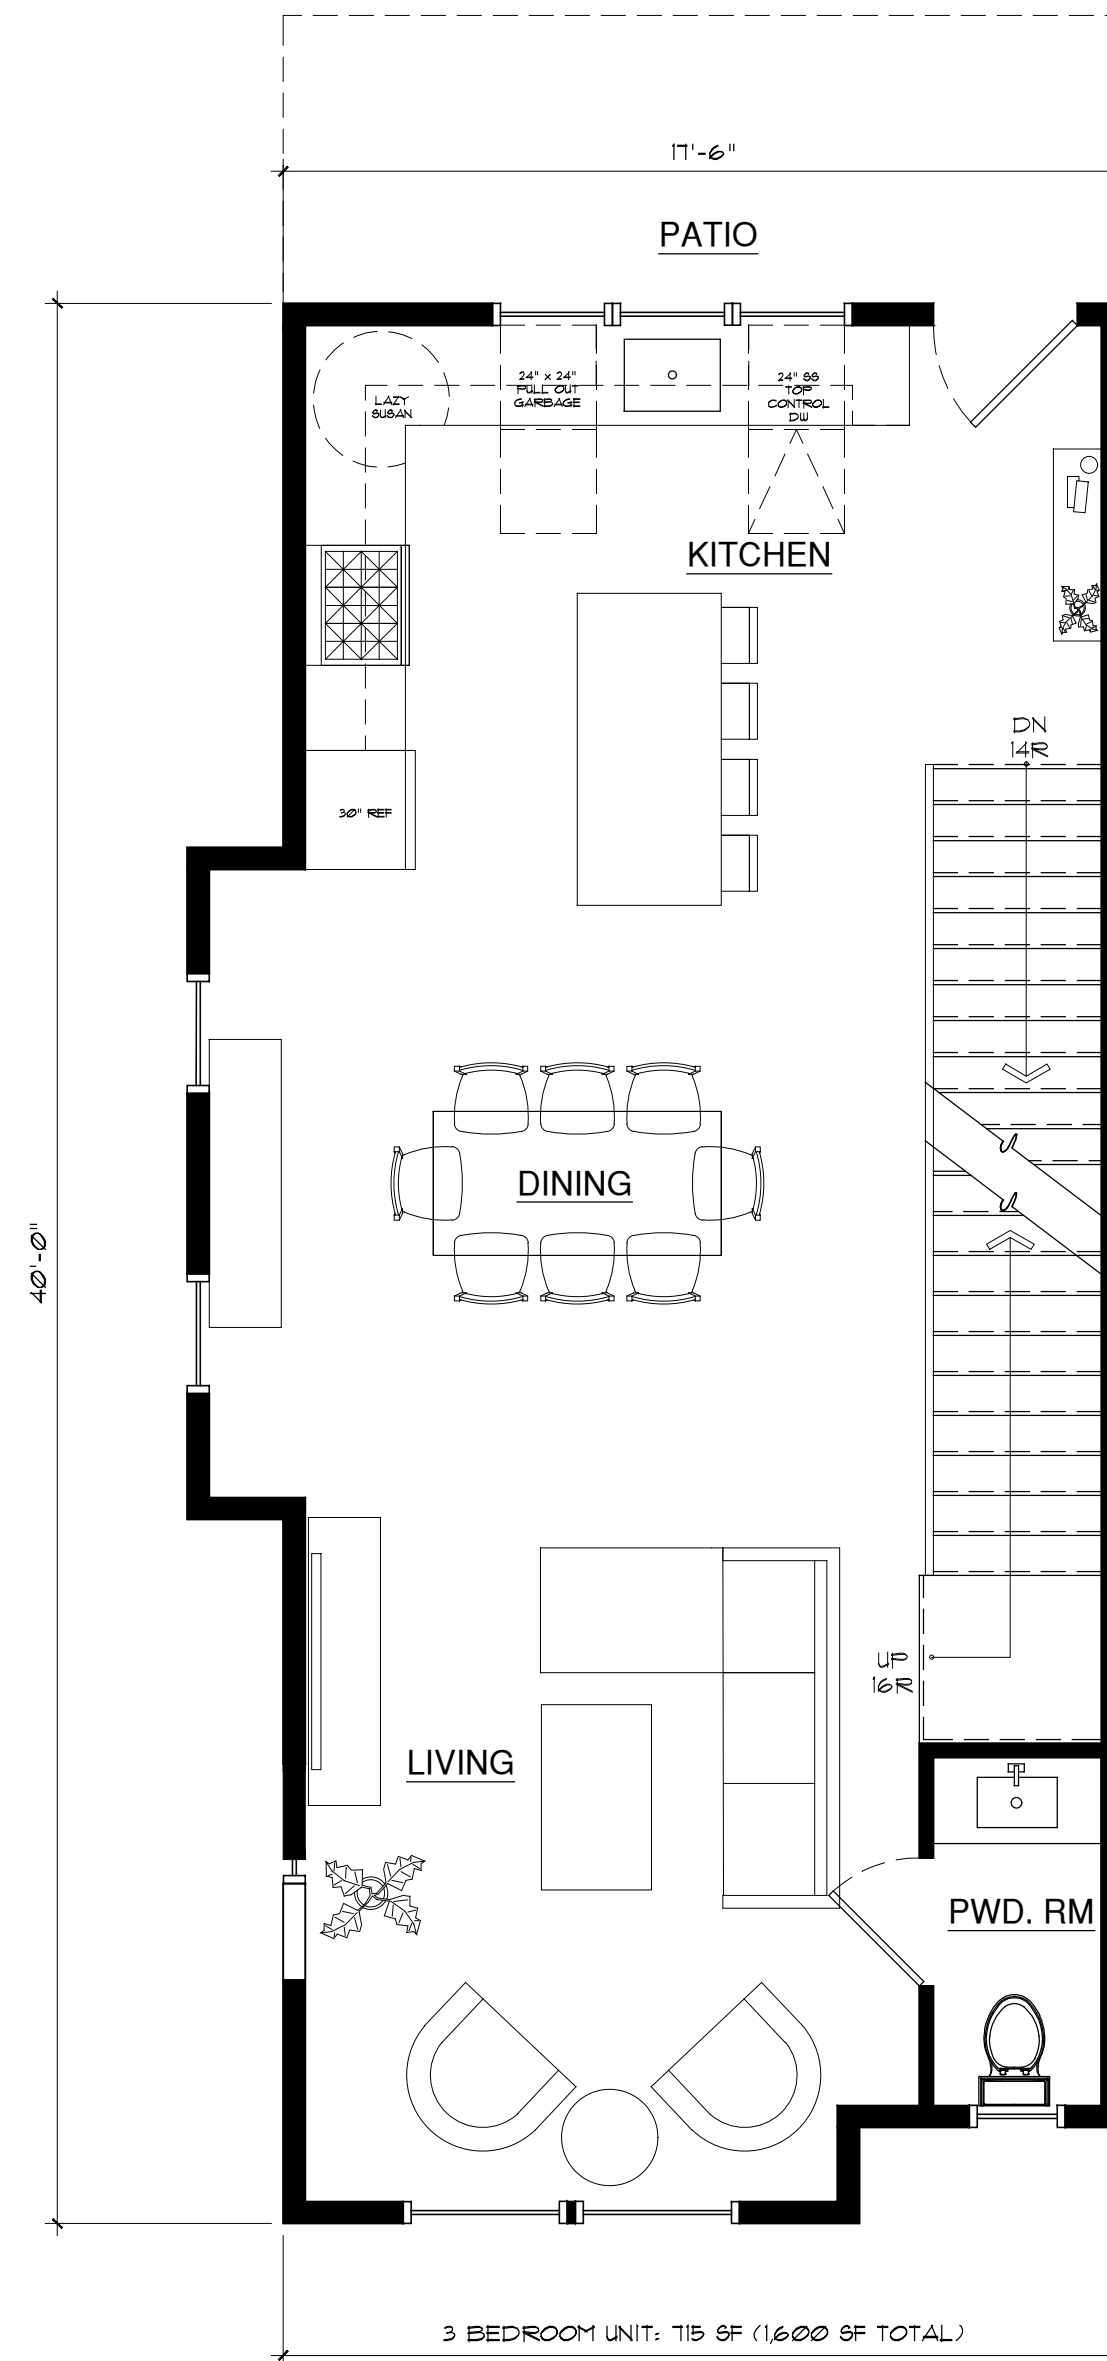 17'-6"
PATIO
24" x 24"
PULL OUT
GARBAGE
24" SS
TOP
CONTROL
DW
LAZY
SUSAN
KITCHEN
DN
14R
30" REF
DINING
40'-0"
UP
16R
LIVING
PWD. RM
3 BEDROOM UNIT: 715 SF (1,600 SF TOTAL)